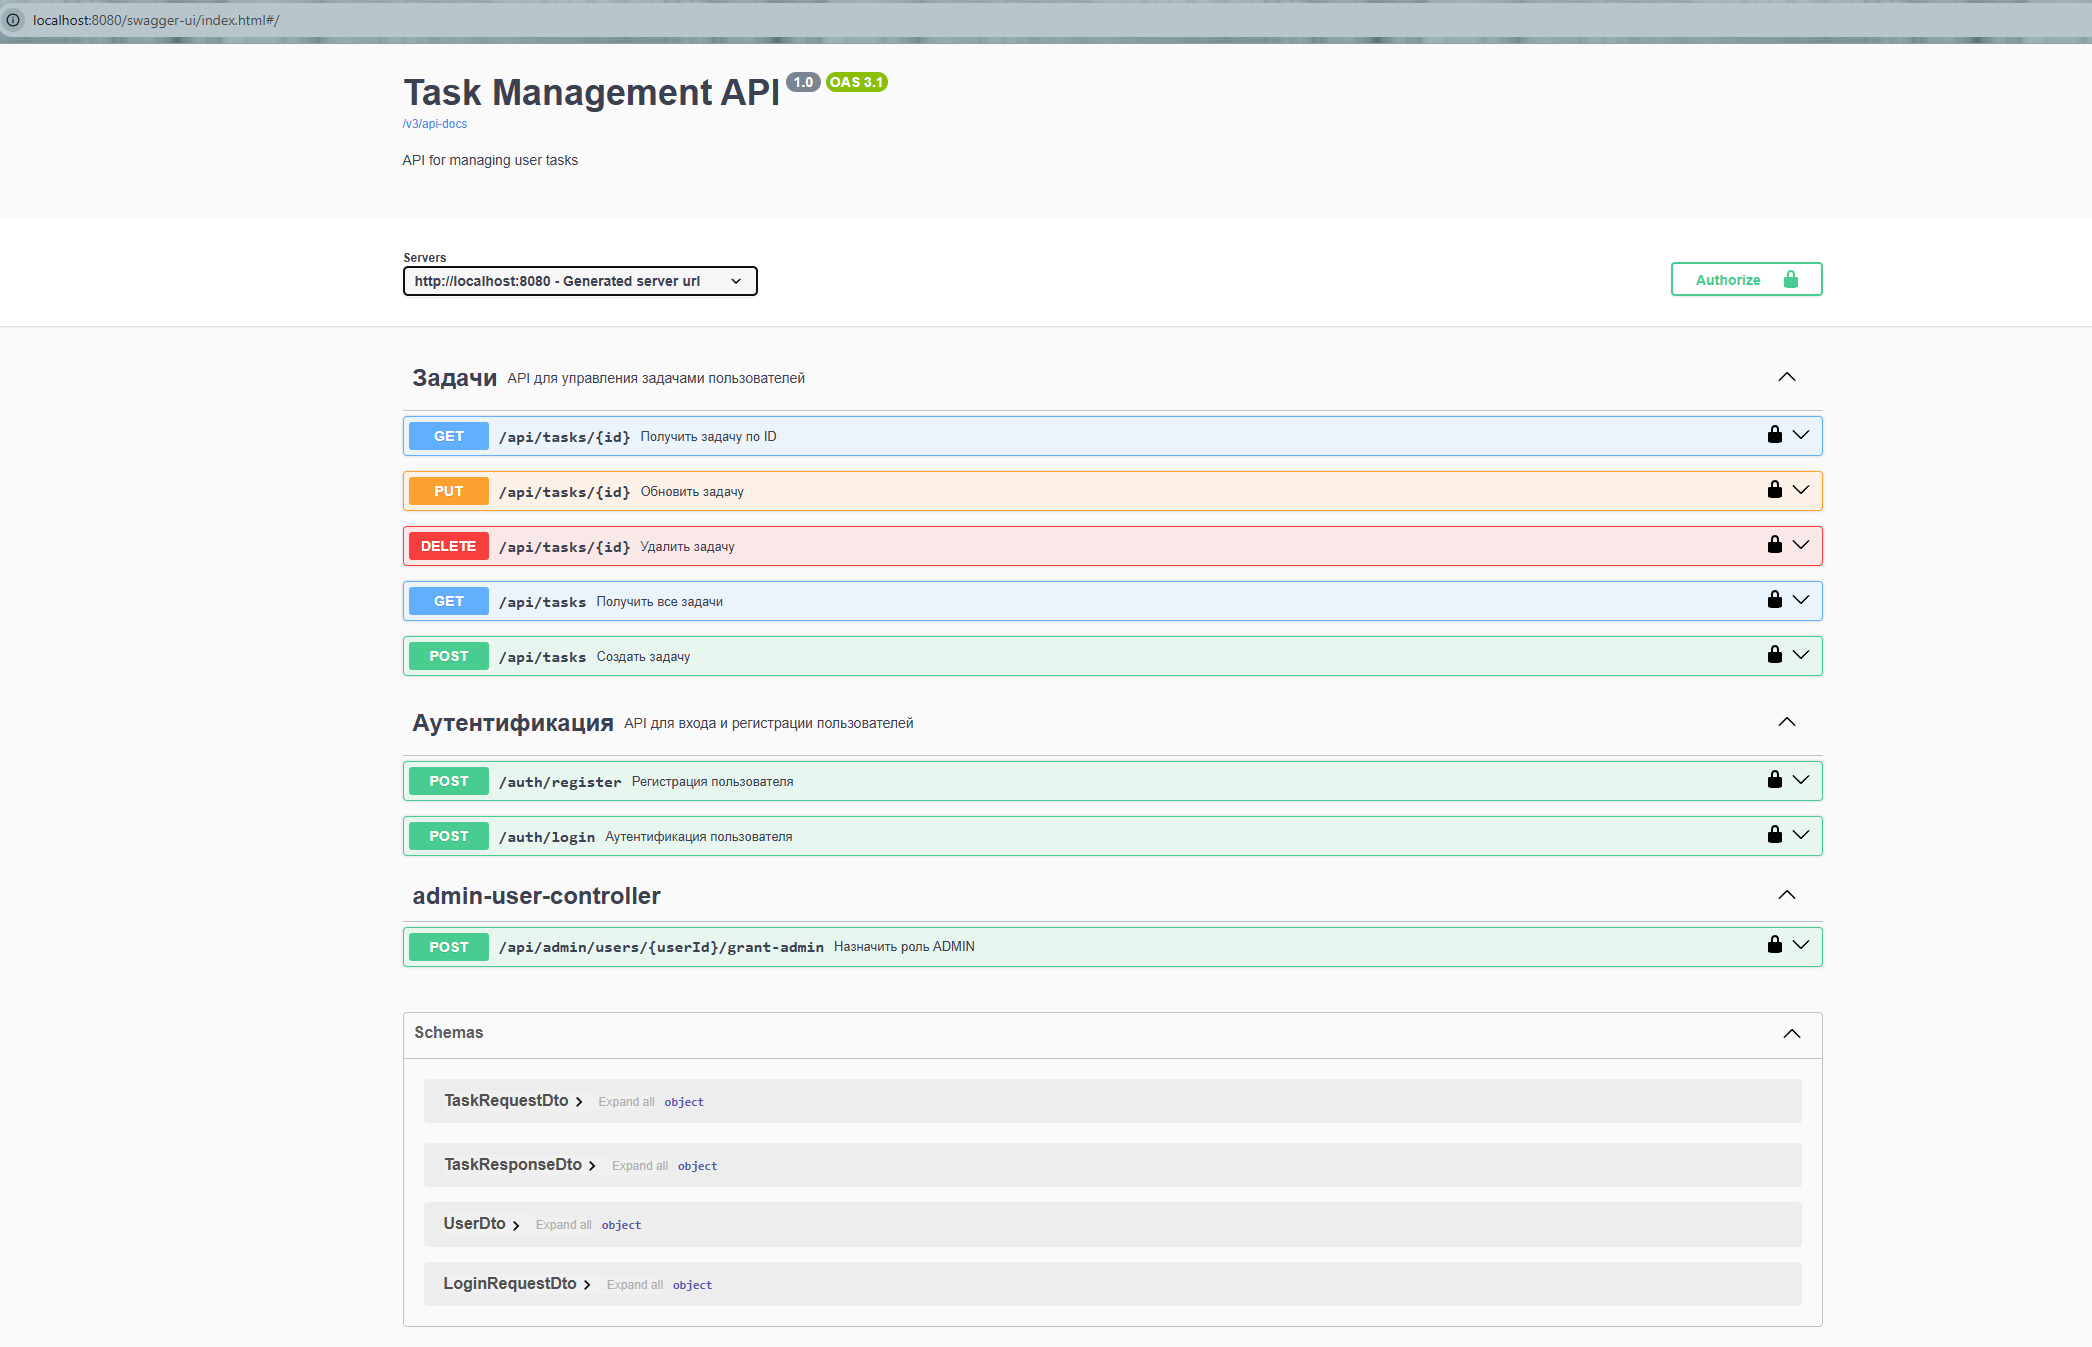 localhost:8080/swagger-ui/index.html#/
Task Management API 1.0 OAS 3.1
/v3/api-docs
API for managing user tasks
Servers
http://localhost:8080 - Generated server url
Authorize
Задачи API для управления задачами пользователей
GET /api/tasks/{id} Получить задачу по ID
PUT /api/tasks/{id} Обновить задачу
DELETE /api/tasks/{id} Удалить задачу
GET /api/tasks Получить все задачи
POST /api/tasks Создать задачу
Аутентификация API для входа и регистрации пользователей
POST /auth/register Регистрация пользователя
POST /auth/login Аутентификация пользователя
admin-user-controller
POST /api/admin/users/{userId}/grant-admin Назначить роль ADMIN
Schemas
TaskRequestDto Expand all object
TaskResponseDto Expand all object
UserDto Expand all object
LoginRequestDto Expand all object